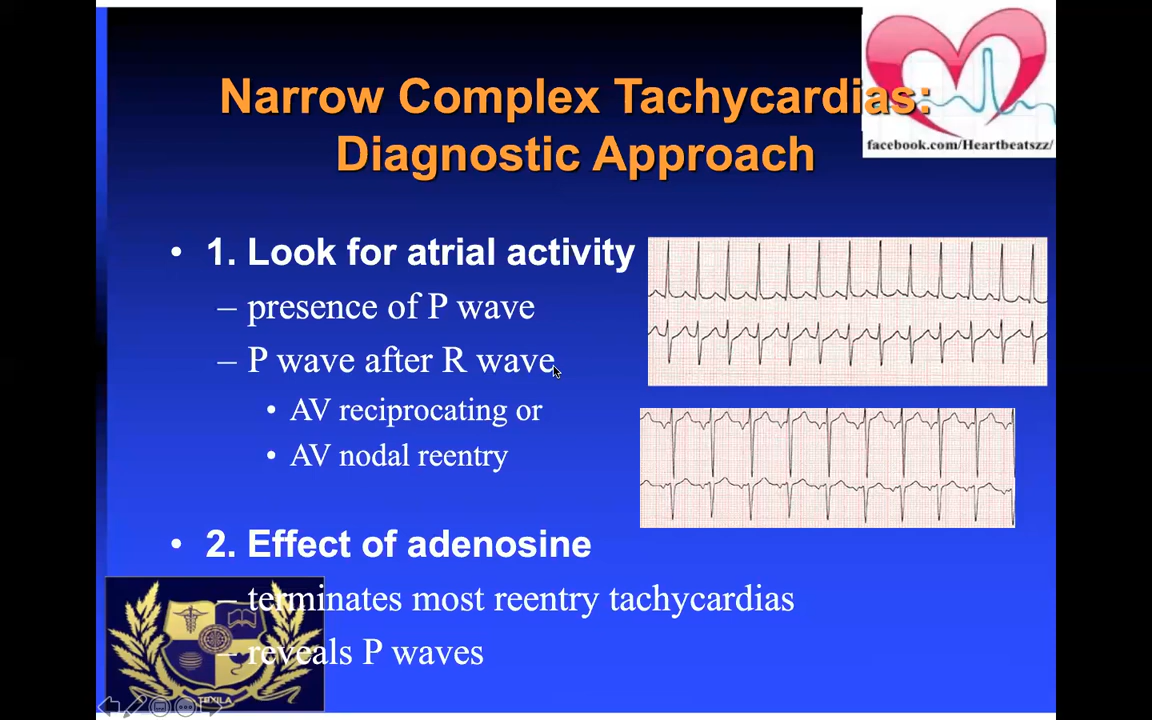 Narrow Complex Tachycardias:
Diagnostic Approach
facebook.com/Heartbeatszz/
• 1. Look for atrial activity
– presence of P wave
– P wave after R wave
• AV reciprocating or
• AV nodal reentry
• 2. Effect of adenosine
– terminates most reentry tachycardias
– reveals P waves
TEXILA